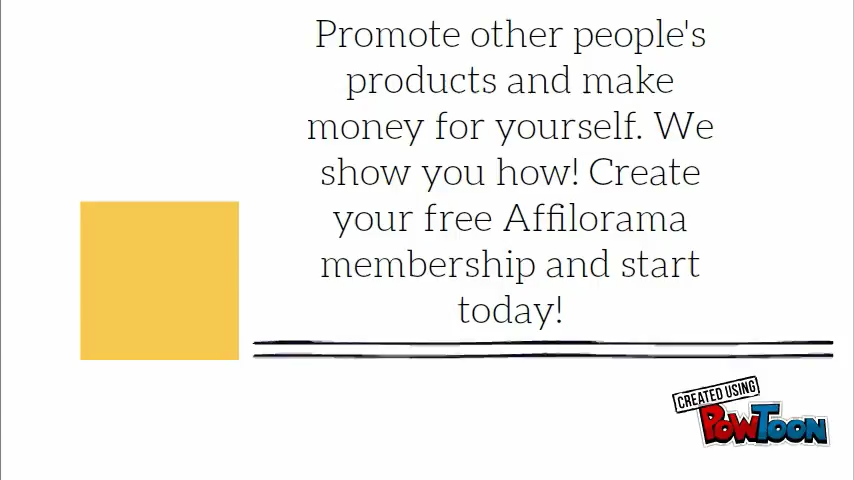 Promote other people's
products and make
money for yourself. We
show you how! Create
your free Affilorama
membership and start
today!
CREATED USING
POWTOON